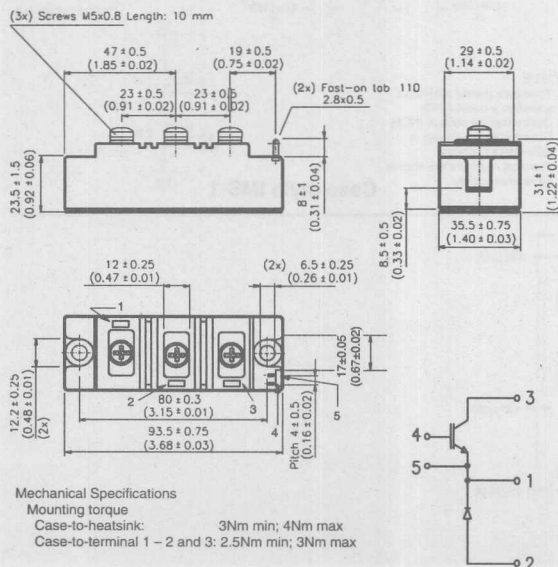 (3x) Screws M5x0.8 Length: 10 mm
47 ± 0.5
(1.85 ± 0.02)
19 ± 0.5
(0.75 ± 0.02)
29 ± 0.5
(1.14 ± 0.02)
23 ± 0.5
(0.91 ± 0.02)
23 ± 0.5
(0.91 ± 0.02)
(2x) Fast-on tab 110
2.8x0.5
23.5 ± 1.5
(0.92 ± 0.06)
8 ± 1
(0.31 ± 0.04)
8.5 ± 0.5
(0.33 ± 0.02)
31 ± 1
(1.22 ± 0.04)
35.5 ± 0.75
(1.40 ± 0.03)
12 ± 0.25
(0.47 ± 0.01)
(2x) 6.5 ± 0.25
(0.26 ± 0.01)
1
12.2 ± 0.25
(0.48 ± 0.01)
(2x)
17±0.05
(0.67±0.02)
2
80 ± 0.3
(3.15 ± 0.01)
3
4
5
Pitch 4 ± 0.5
(0.16 ± 0.02)
93.5 ± 0.75
(3.68 ± 0.03)
3
4
5
1
2
Mechanical Specifications
Mounting torque
Case-to-heatsink: 3Nm min; 4Nm max
Case-to-terminal 1 – 2 and 3: 2.5Nm min; 3Nm max